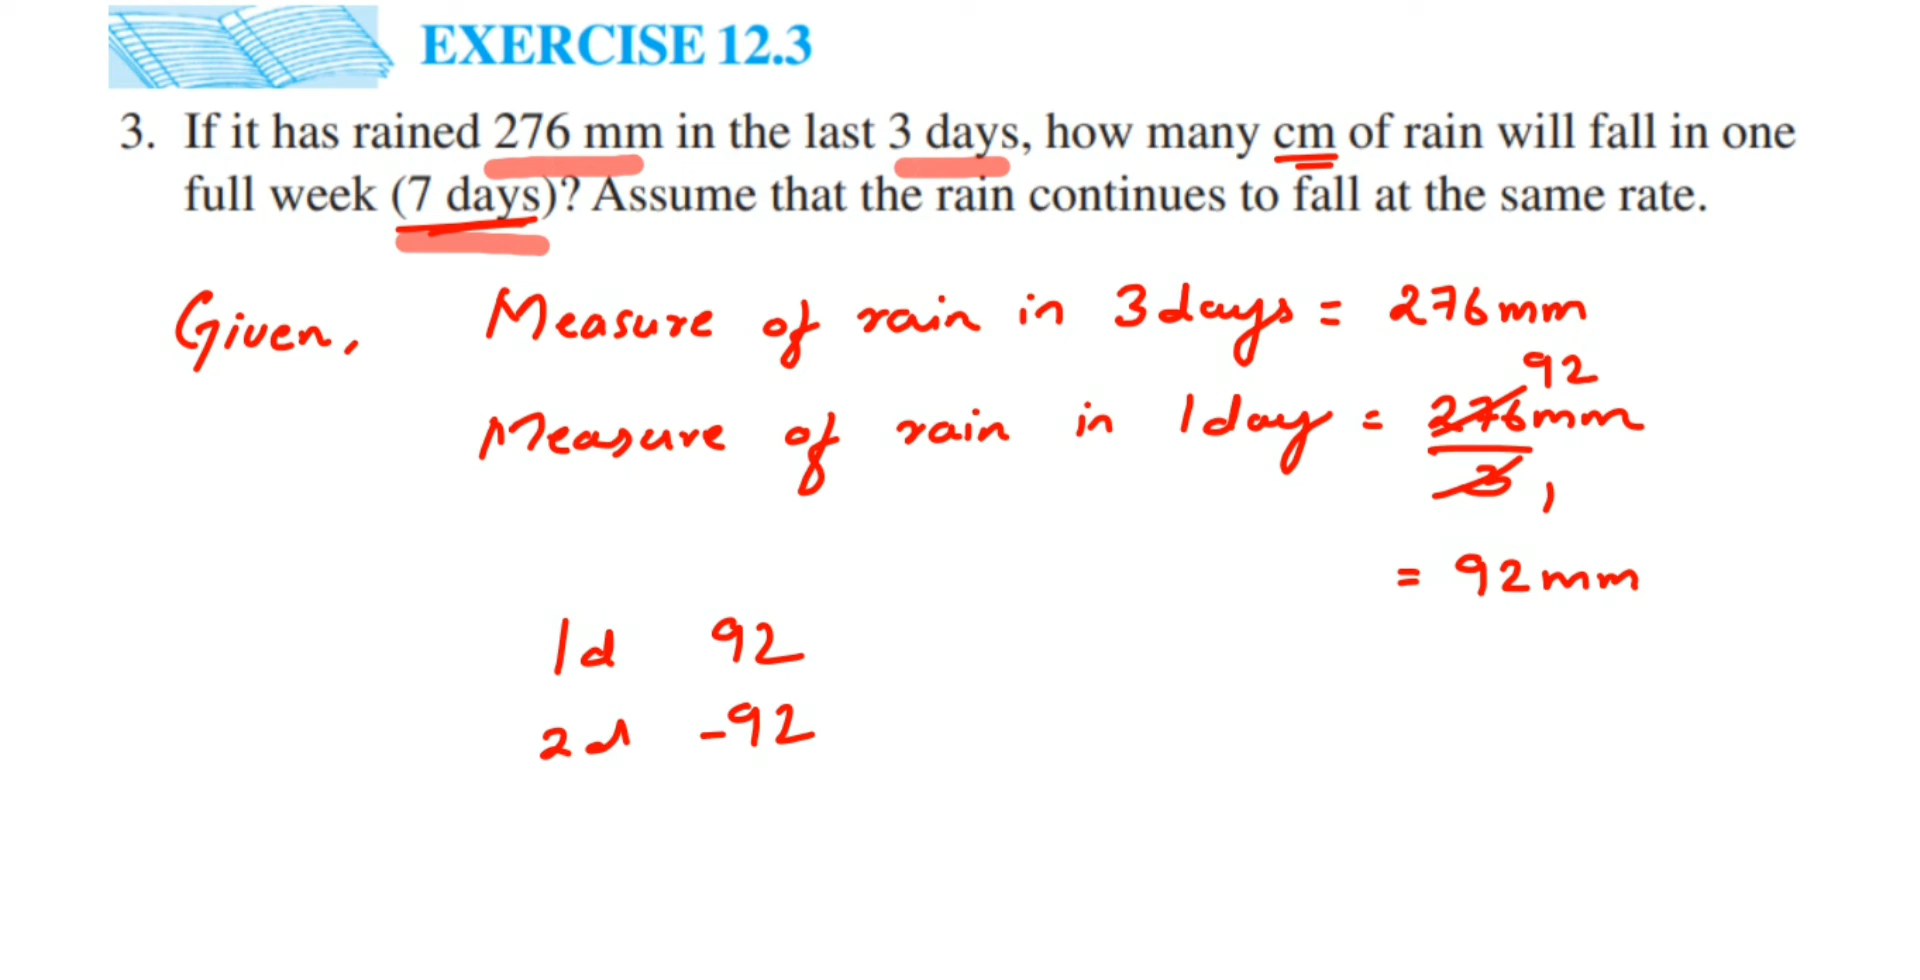 EXERCISE 12.3
3. If it has rained 276 mm in the last 3 days, how many cm of rain will fall in one
full week (7 days)? Assume that the rain continues to fall at the same rate.
Given, Measure of rain in 3 days = 276 mm
92
Measure of rain in 1 day = 276 mm
3 1
= 92 mm
1d 92
2d - 92